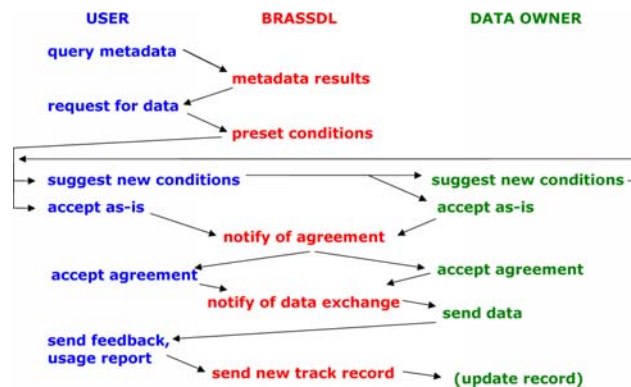 USER BRASSDL DATA OWNER
query metadata
metadata results
request for data
preset conditions
suggest new conditions suggest new conditions
accept as-is accept as-is
notify of agreement
accept agreement accept agreement
notify of data exchange
send data
send feedback,
usage report
send new track record (update record)